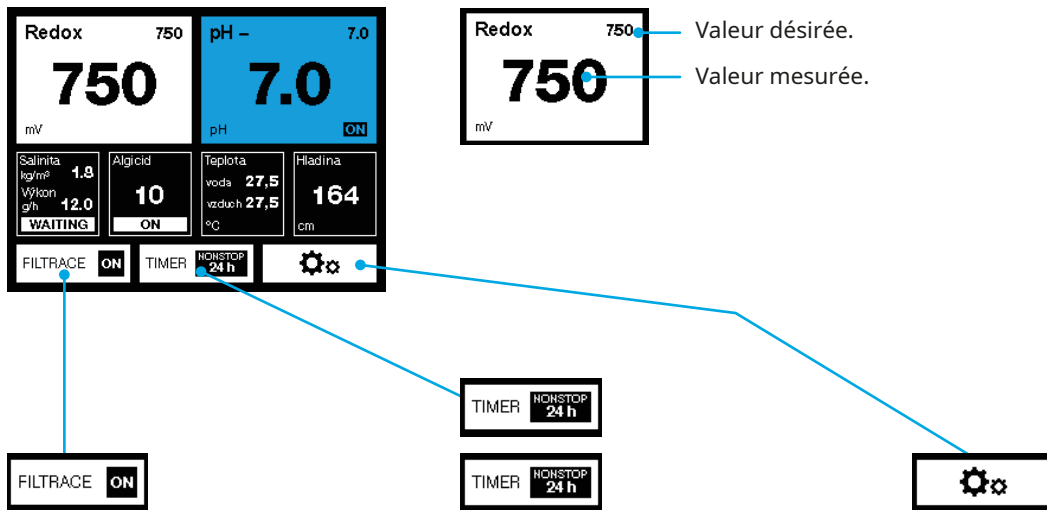 Redox 750
750
mV
pH – 7.0
7.0
pH ON
Salinita
kg/m³ 1.8
Výkon
g/h 12.0
WAITING
Algicid
10
ON
Teplota
voda 27,5
vzduch 27,5
°C
Hladina
164
cm
FILTRACE ON
TIMER NONSTOP
24 h
Redox 750
750
mV
Valeur désirée.
Valeur mesurée.
TIMER NONSTOP
24 h
FILTRACE ON
TIMER NONSTOP
24 h